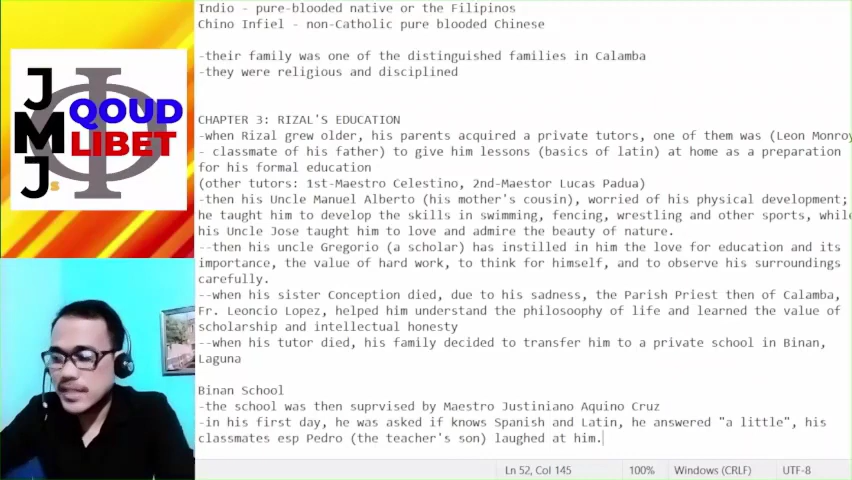 Indio - pure-blooded native or the Filipinos
Chino Infiel - non-Catholic pure blooded Chinese
-their family was one of the distinguished families in Calamba
-they were religious and disciplined
CHAPTER 3: RIZAL'S EDUCATION
-when Rizal grew older, his parents acquired a private tutors, one of them was (Leon Monroy
- classmate of his father) to give him lessons (basics of latin) at home as a preparation
for his formal education
(other tutors: 1st-Maestro Celestino, 2nd-Maestor Lucas Padua)
-then his Uncle Manuel Alberto (his mother's cousin), worried of his physical development;
he taught him to develop the skills in swimming, fencing, wrestling and other sports, while
his Uncle Jose taught him to love and admire the beauty of nature.
--then his uncle Gregorio (a scholar) has instilled in him the love for education and its
importance, the value of hard work, to think for himself, and to observe his surroundings
carefully.
--when his sister Conception died, due to his sadness, the Parish Priest then of Calamba,
Fr. Leoncio Lopez, helped him understand the philosoophy of life and learned the value of
scholarship and intellectual honesty
--when his tutor died, his family decided to transfer him to a private school in Binan,
Laguna
Binan School
-the school was then suprvised by Maestro Justiniano Aquino Cruz
-in his first day, he was asked if knows Spanish and Latin, he answered "a little", his
classmates esp Pedro (the teacher's son) laughed at him.
Ln 52, Col 145 100% Windows (CRLF) UTF-8
J
M
J
s
QOUD
LIBET